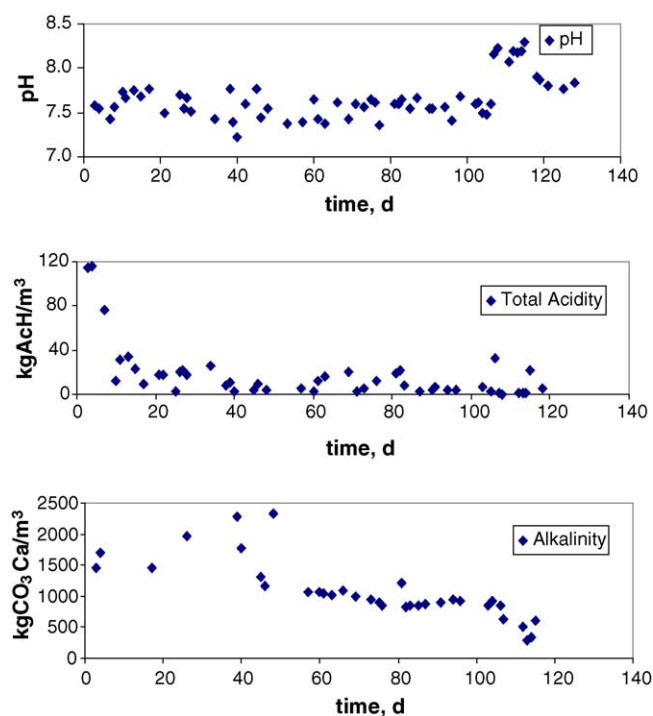 8.5
8.0
7.5
7.0
pH
pH
0 20 40 60 80 100 120 140
time, d
120
80
40
0
kgAcH/m³
Total Acidity
0 20 40 60 80 100 120 140
time, d
2500
2000
1500
1000
500
0
kgCO₃Ca/m³
Alkalinity
0 20 40 60 80 100 120 140
time, d